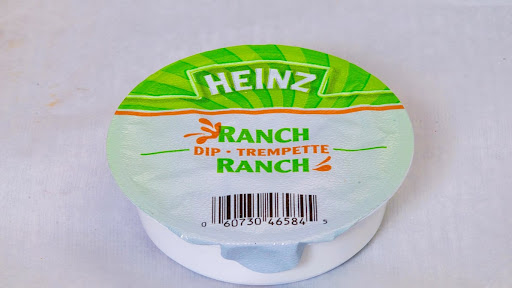 HEINZ
RANCH
DIP • TREMPETTE
RANCH
0 60730 46584 5